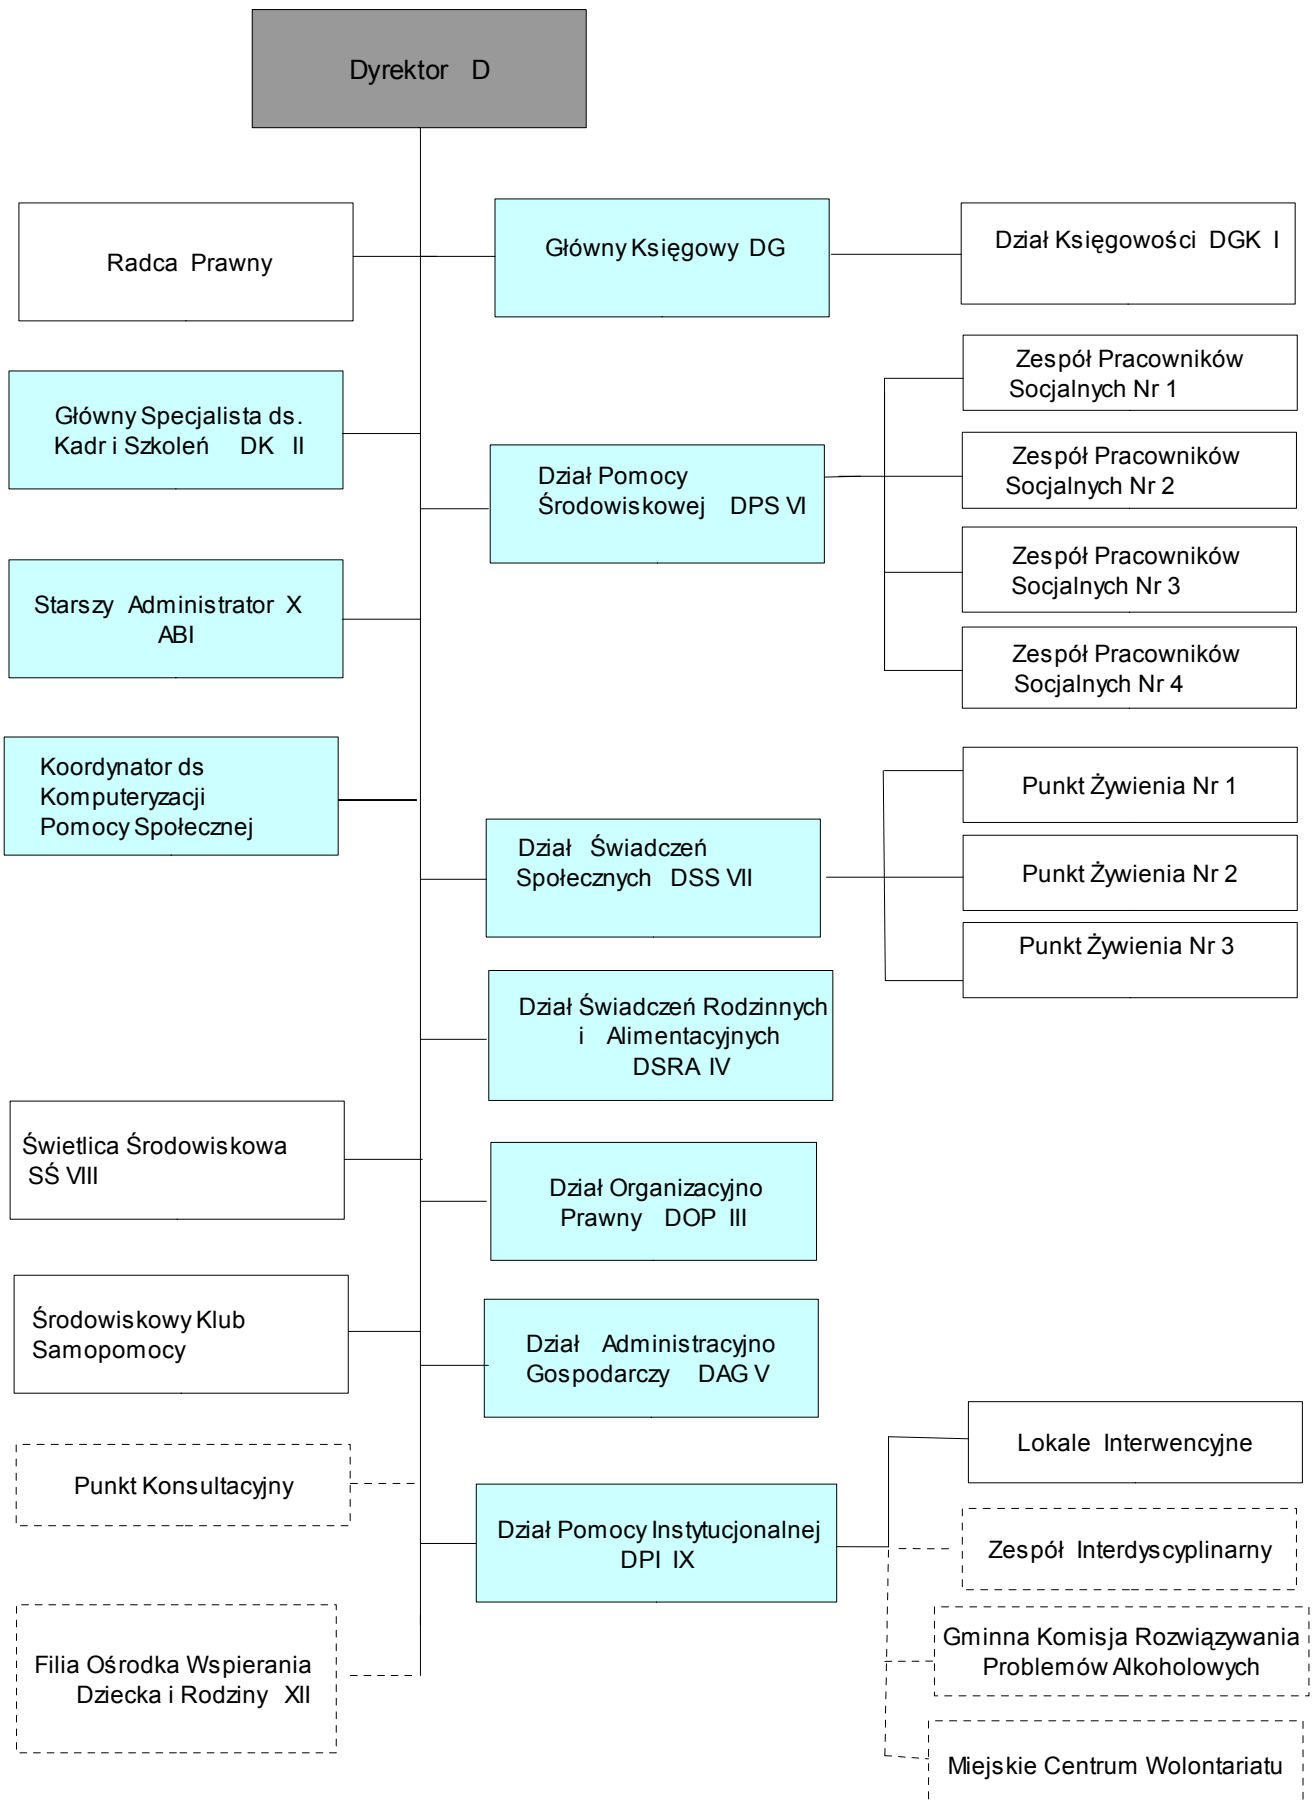 Dyrektor D
Radca Prawny
Główny Księgowy DG
Dział Księgowości DGK I
Główny Specjalista ds.
Kadr i Szkoleń DK II
Dział Pomocy
Środowiskowej DPS VI
Zespół Pracowników
Socjalnych Nr 1
Zespół Pracowników
Socjalnych Nr 2
Zespół Pracowników
Socjalnych Nr 3
Zespół Pracowników
Socjalnych Nr 4
Starszy Administrator X
ABI
Koordynator ds
Komputeryzacji
Pomocy Społecznej
Dział Świadczeń
Społecznych DSS VII
Punkt Żywienia Nr 1
Punkt Żywienia Nr 2
Punkt Żywienia Nr 3
Dział Świadczeń Rodzinnych
i Alimentacyjnych
DSRA IV
Świetlica Środowiskowa
SŚ VIII
Dział Organizacyjno
Prawny DOP III
Środowiskowy Klub
Samopomocy
Dział Administracyjno
Gospodarczy DAG V
Punkt Konsultacyjny
Dział Pomocy Instytucjonalnej
DPI IX
Lokale Interwencyjne
Zespół Interdyscyplinarny
Gminna Komisja Rozwiązywania
Problemów Alkoholowych
Miejskie Centrum Wolontariatu
Filia Ośrodka Wspierania
Dziecka i Rodziny XII